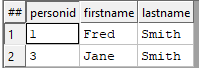 ## personid firstname lastname
1 1 Fred Smith
2 3 Jane Smith